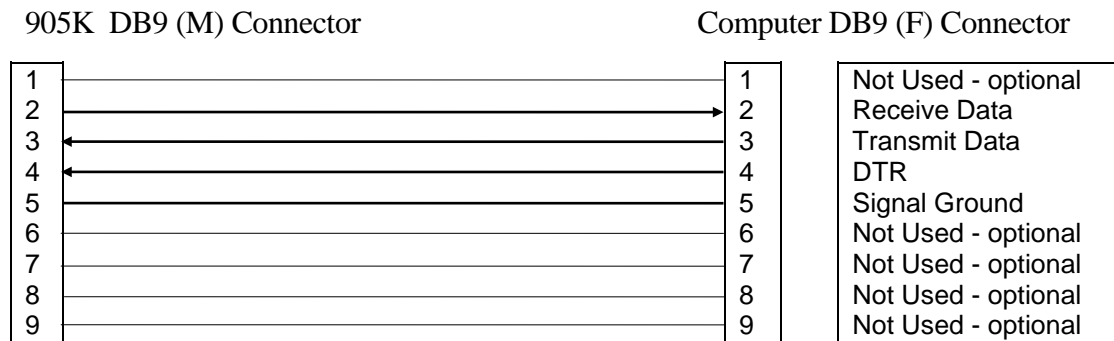 905K DB9 (M) Connector Computer DB9 (F) Connector
1 1 Not Used - optional
2 2 Receive Data
3 3 Transmit Data
4 4 DTR
5 5 Signal Ground
6 6 Not Used - optional
7 7 Not Used - optional
8 8 Not Used - optional
9 9 Not Used - optional